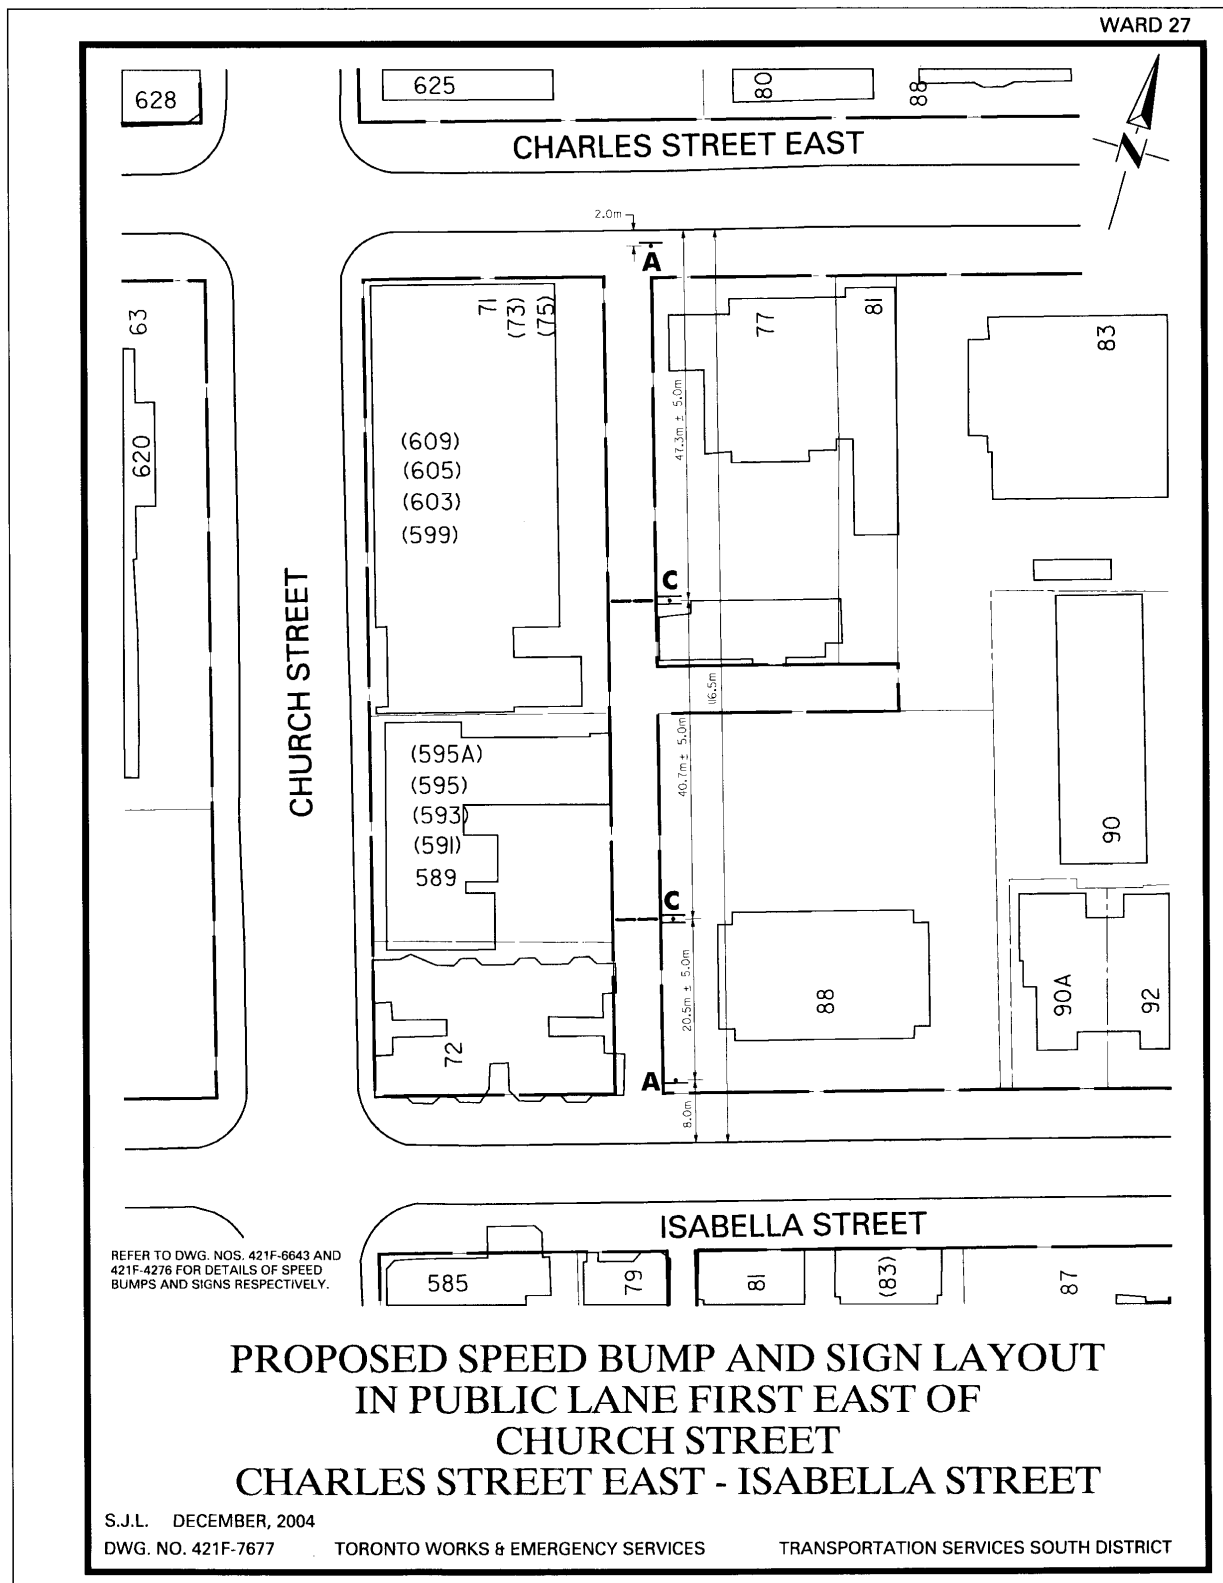 WARD 27
628
625
80
88
CHARLES STREET EAST
N
2.0m
A
63
71
(73)
(75)
77
81
83
620
(609)
(605)
(603)
(599)
47.3m ± 5.0m
C
CHURCH STREET
116.5m
40.7m ± 5.0m
(595A)
(595)
(593)
(591)
589
90
C
20.5m ± 5.0m
88
90A
92
72
A
8.0m
ISABELLA STREET
REFER TO DWG. NOS. 421F-6643 AND
421F-4276 FOR DETAILS OF SPEED
BUMPS AND SIGNS RESPECTIVELY.
585
79
81
(83)
87
PROPOSED SPEED BUMP AND SIGN LAYOUT
IN PUBLIC LANE FIRST EAST OF
CHURCH STREET
CHARLES STREET EAST - ISABELLA STREET
S.J.L. DECEMBER, 2004
DWG. NO. 421F-7677 TORONTO WORKS & EMERGENCY SERVICES TRANSPORTATION SERVICES SOUTH DISTRICT